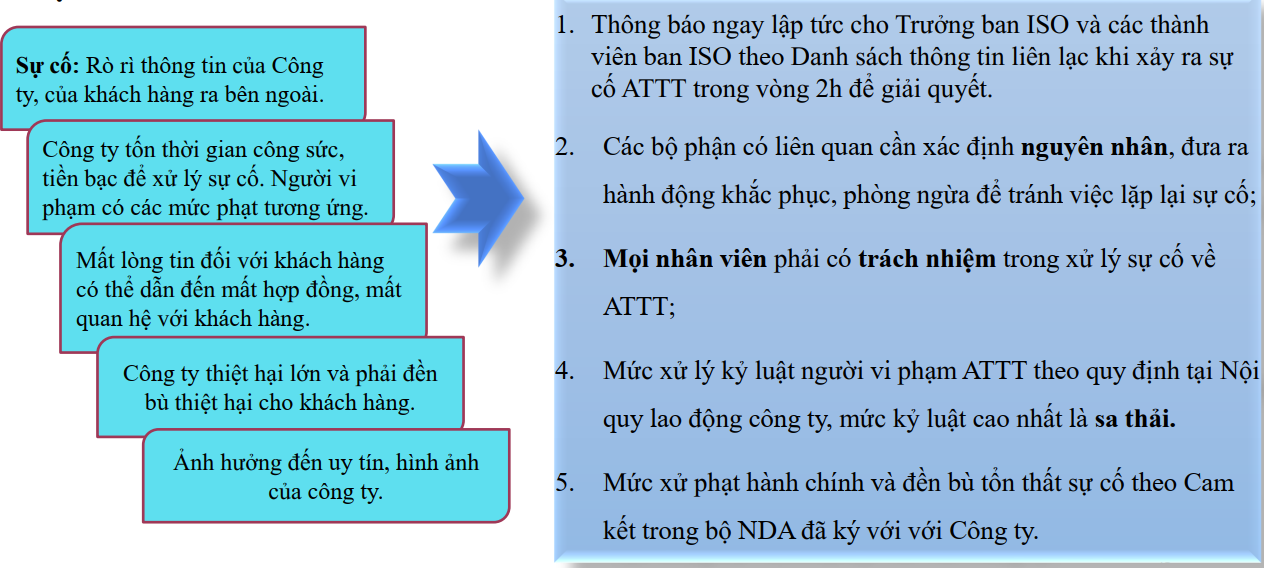 Sự cố: Rò rỉ thông tin của Công
ty, của khách hàng ra bên ngoài.
Công ty tốn thời gian công sức,
tiền bạc để xử lý sự cố. Người vi
phạm có các mức phạt tương ứng.
Mất lòng tin đối với khách hàng
có thể dẫn đến mất hợp đồng, mất
quan hệ với khách hàng.
Công ty thiệt hại lớn và phải đền
bù thiệt hại cho khách hàng.
Ảnh hưởng đến uy tín, hình ảnh
của công ty.
1. Thông báo ngay lập tức cho Trưởng ban ISO và các thành
viên ban ISO theo Danh sách thông tin liên lạc khi xảy ra sự
cố ATTT trong vòng 2h để giải quyết.
2. Các bộ phận có liên quan cần xác định nguyên nhân, đưa ra
hành động khắc phục, phòng ngừa để tránh việc lặp lại sự cố;
3. Mọi nhân viên phải có trách nhiệm trong xử lý sự cố về
ATTT;
4. Mức xử lý kỷ luật người vi phạm ATTT theo quy định tại Nội
quy lao động công ty, mức kỷ luật cao nhất là sa thải.
5. Mức xử phạt hành chính và đền bù tổn thất sự cố theo Cam
kết trong bộ NDA đã ký với với Công ty.